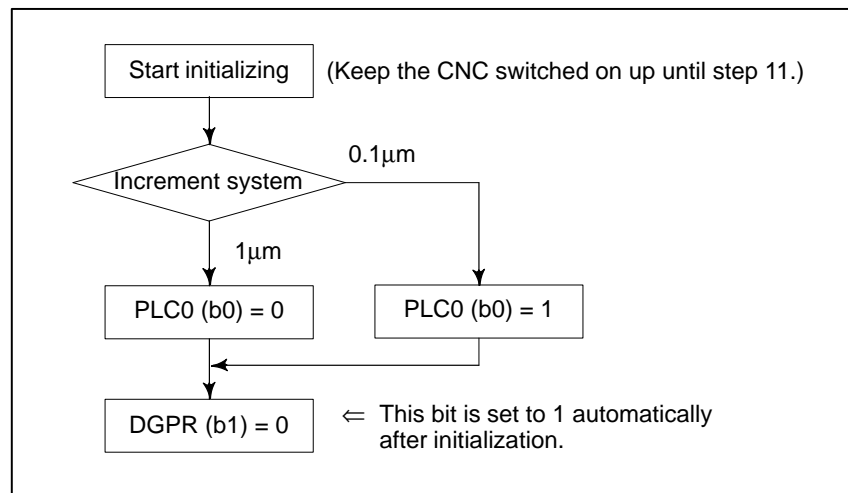 Start initializing
(Keep the CNC switched on up until step 11.)
0.1μm
Increment system
1μm
PLC0 (b0) = 0
PLC0 (b0) = 1
DGPR (b1) = 0
⇐ This bit is set to 1 automatically
after initialization.